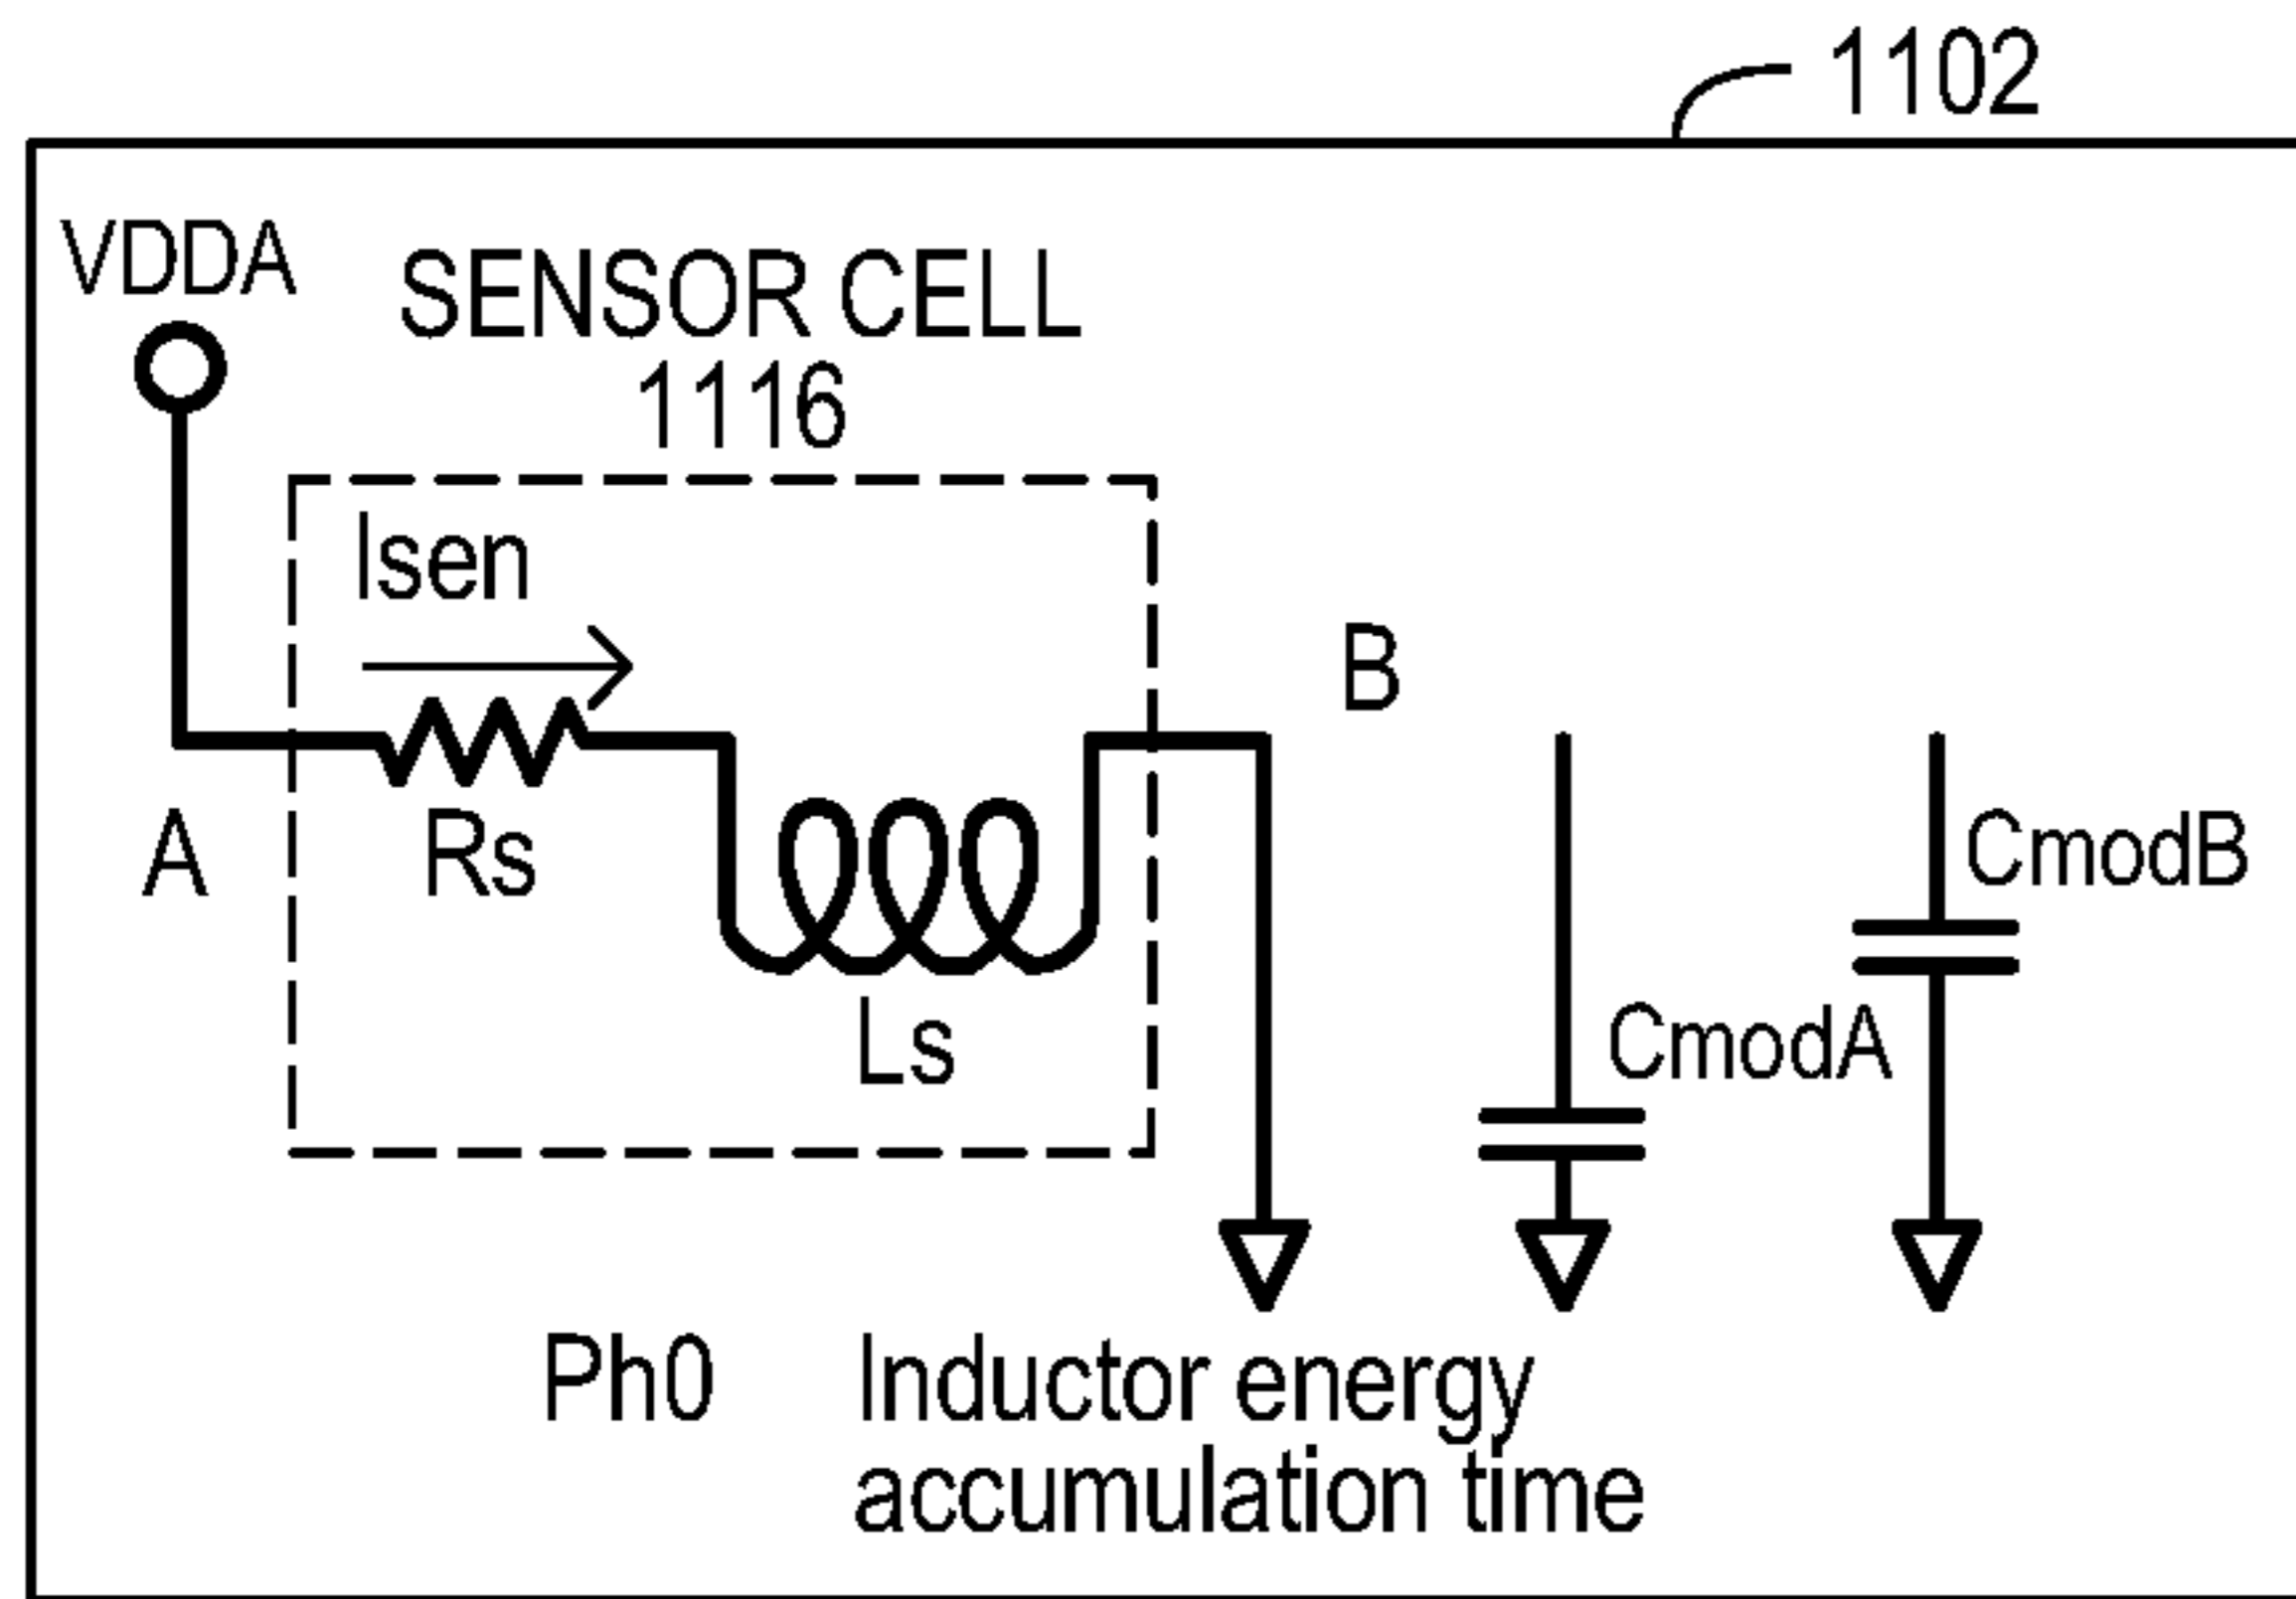 1102
VDDA
SENSOR CELL
1116
Isen
B
A
Rs
CmodB
Ls
CmodA
Ph0 Inductor energy
accumulation time